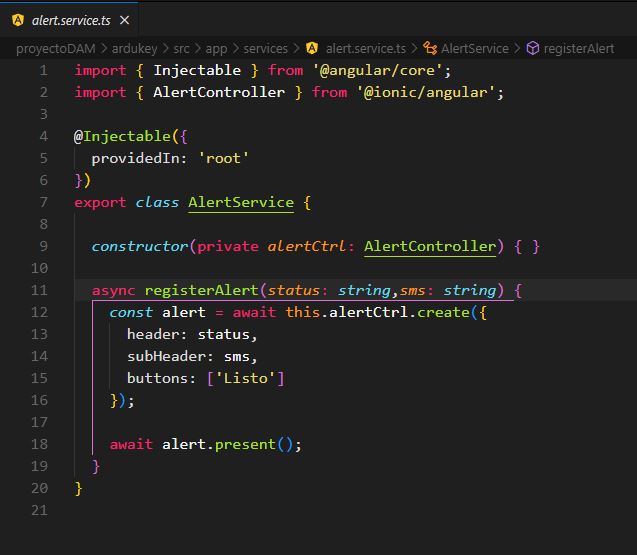 alert.service.ts ×
proyectoDAM > ardukey > src > app > services > alert.service.ts > AlertService > registerAlert
1 import { Injectable } from '@angular/core';
2 import { AlertController } from '@ionic/angular';
3
4 @Injectable({
5   providedIn: 'root'
6 })
7 export class AlertService {
8
9   constructor(private alertCtrl: AlertController) { }
10
11   async registerAlert(status: string,sms: string) {
12     const alert = await this.alertCtrl.create({
13       header: status,
14       subHeader: sms,
15       buttons: ['Listo']
16     });
17
18     await alert.present();
19   }
20 }
21